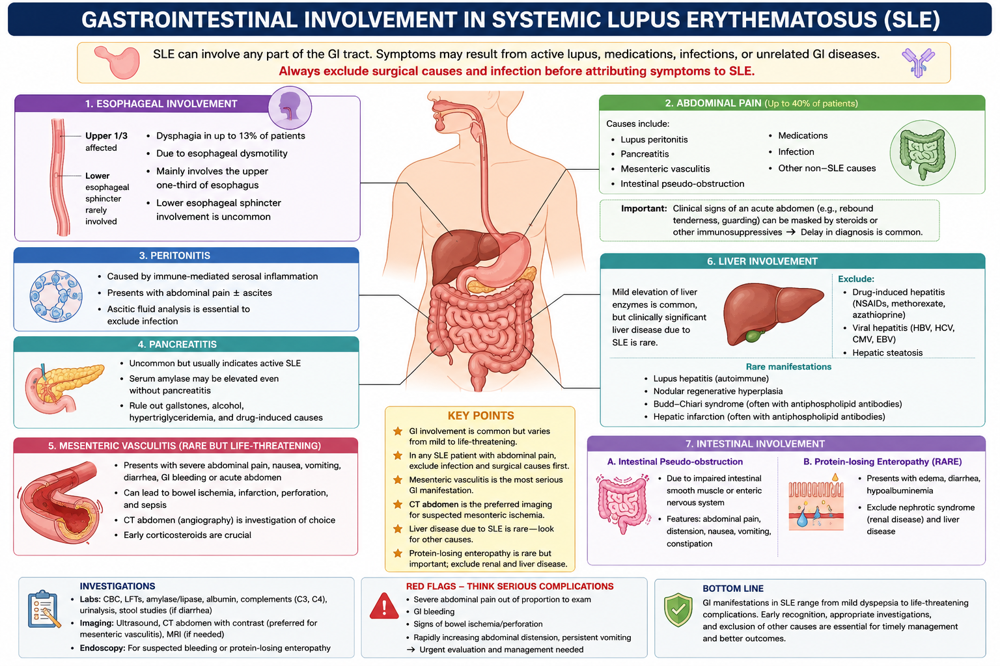 GASTROINTESTINAL INVOLVEMENT IN SYSTEMIC LUPUS ERYTHEMATOSUS (SLE)
SLE can involve any part of the GI tract. Symptoms may result from active lupus, medications, infections, or unrelated GI diseases.
Always exclude surgical causes and infection before attributing symptoms to SLE.
1. ESOPHAGEAL INVOLVEMENT
Upper 1/3
affected
Lower
esophageal
sphincter
rarely
involved
• Dysphagia in up to 13% of patients
• Due to esophageal dysmotility
• Mainly involves the upper
one-third of esophagus
• Lower esophageal sphincter
involvement is uncommon
2. ABDOMINAL PAIN (Up to 40% of patients)
Causes include:
• Lupus peritonitis
• Pancreatitis
• Mesenteric vasculitis
• Intestinal pseudo-obstruction
• Medications
• Infection
• Other non–SLE causes
Important: Clinical signs of an acute abdomen (e.g., rebound
tenderness, guarding) can be masked by steroids or
other immunosuppressives → Delay in diagnosis is common.
3. PERITONITIS
• Caused by immune-mediated serosal inflammation
• Presents with abdominal pain ± ascites
• Ascitic fluid analysis is essential to
exclude infection
4. PANCREATITIS
• Uncommon but usually indicates active SLE
• Serum amylase may be elevated even
without pancreatitis
• Rule out gallstones, alcohol,
hypertriglyceridemia, and drug-induced causes
5. MESENTERIC VASCULITIS (RARE BUT LIFE-THREATENING)
• Presents with severe abdominal pain, nausea, vomiting,
diarrhea, GI bleeding or acute abdomen
• Can lead to bowel ischemia, infarction, perforation,
and sepsis
• CT abdomen (angiography) is investigation of choice
• Early corticosteroids are crucial
6. LIVER INVOLVEMENT
Mild elevation of liver
enzymes is common,
but clinically significant
liver disease due to
SLE is rare.
Exclude:
• Drug-induced hepatitis
(NSAIDs, methorexate,
azathioprine)
• Viral hepatitis (HBV, HCV,
CMV, EBV)
• Hepatic steatosis
Rare manifestations
• Lupus hepatitis (autoimmune)
• Nodular regenerative hyperplasia
• Budd–Chiari syndrome (often with antiphospholipid antibodies)
• Hepatic infarction (often with antiphospholipid antibodies)
KEY POINTS
GI involvement is common but varies
from mild to life-threatening.
In any SLE patient with abdominal pain,
exclude infection and surgical causes first.
Mesenteric vasculitis is the most serious
GI manifestation.
CT abdomen is the preferred imaging
for suspected mesonteric ischemia.
Liver disease due to SLE is rare—look
for other causes.
Protein-losing enteropathy is rare but
important; exclude renal and liver disease.
7. INTESTINAL INVOLVEMENT
A. Intestinal Pseudo-obstruction
• Due to impaired intestinal
smooth muscle or enteric
nervous system
• Features: abdominal pain,
distension, nausea, vomiting,
constipation
B. Protein-losing Enteropathy (RARE)
• Presents with edema, diarrhea,
hypoalbuminemia
• Exclude nephrotic syndrome
(renal disease) and liver
disease
INVESTIGATIONS
• Labs: CBC, LFTs, amylase/lipase, albumin, complements (C3, C4),
urinalysis, stool studies (if diarrhea)
• Imaging: Ultrasound, CT abdomen with contrast (preferred for
mesenteric vasculitis), MRI (if needed)
• Endoscopy: For suspected bleeding or protein-losing enteropathy
RED FLAGS – THINK SERIOUS COMPLICATIONS
• Severe abdominal pain out of proportion to exam
• GI bleeding
• Signs of bowel ischemia/perforation
• Rapidly increasing abdominal distension, persistent vomiting
→ Urgent evaluation and management needed
BOTTOM LINE
GI manifestations in SLE range from mild dyspepsia to life-threatening
complications. Early recognition, appropriate investigations,
and exclusion of other causes are essential for timely management
and better outcomes.